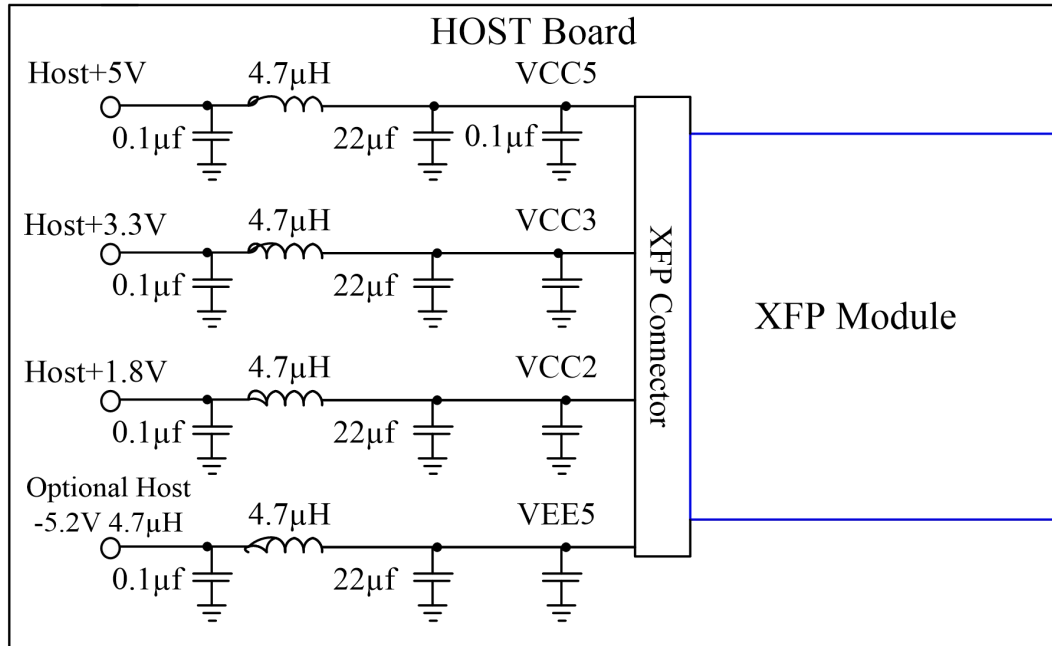 HOST Board
Host+5V
4.7µH
VCC5
0.1µf
22µf
0.1µf
Host+3.3V
4.7µH
VCC3
0.1µf
22µf
XFP Connector
XFP Module
Host+1.8V
4.7µH
VCC2
0.1µf
22µf
Optional Host
-5.2V 4.7µH
4.7µH
VEE5
0.1µf
22µf